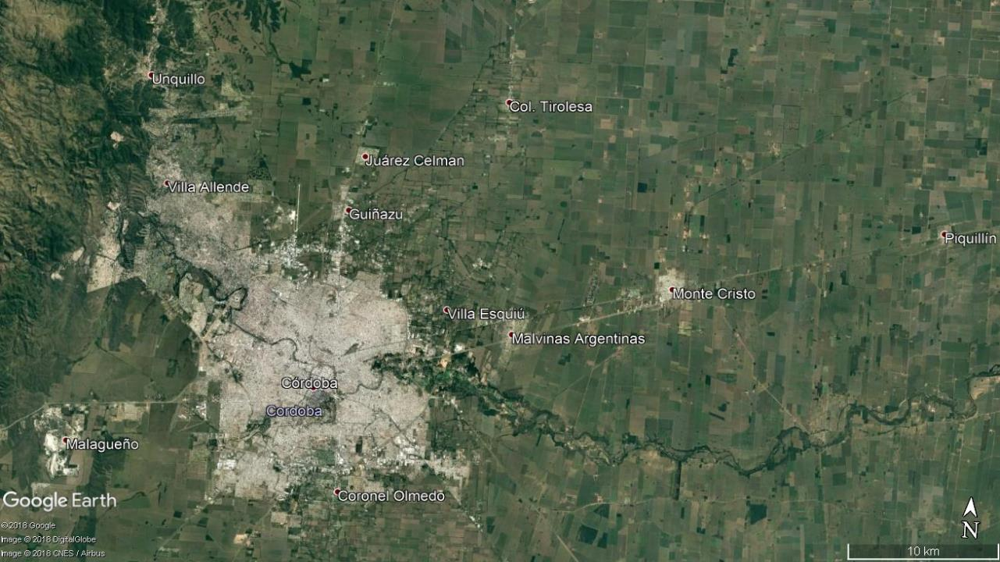 Unquillo
Col. Tirolesa
Juárez Celman
Villa Allende
Guiñazu
Piquillín
Monte Cristo
Villa Esquiú
Malvinas Argentinas
Córdoba
Cordoba
Malagueño
Coronel Olmedo
Google Earth
©2018 Google
Image © 2018 DigitalGlobe
Image © 2018 CNES / Airbus
N
10 km